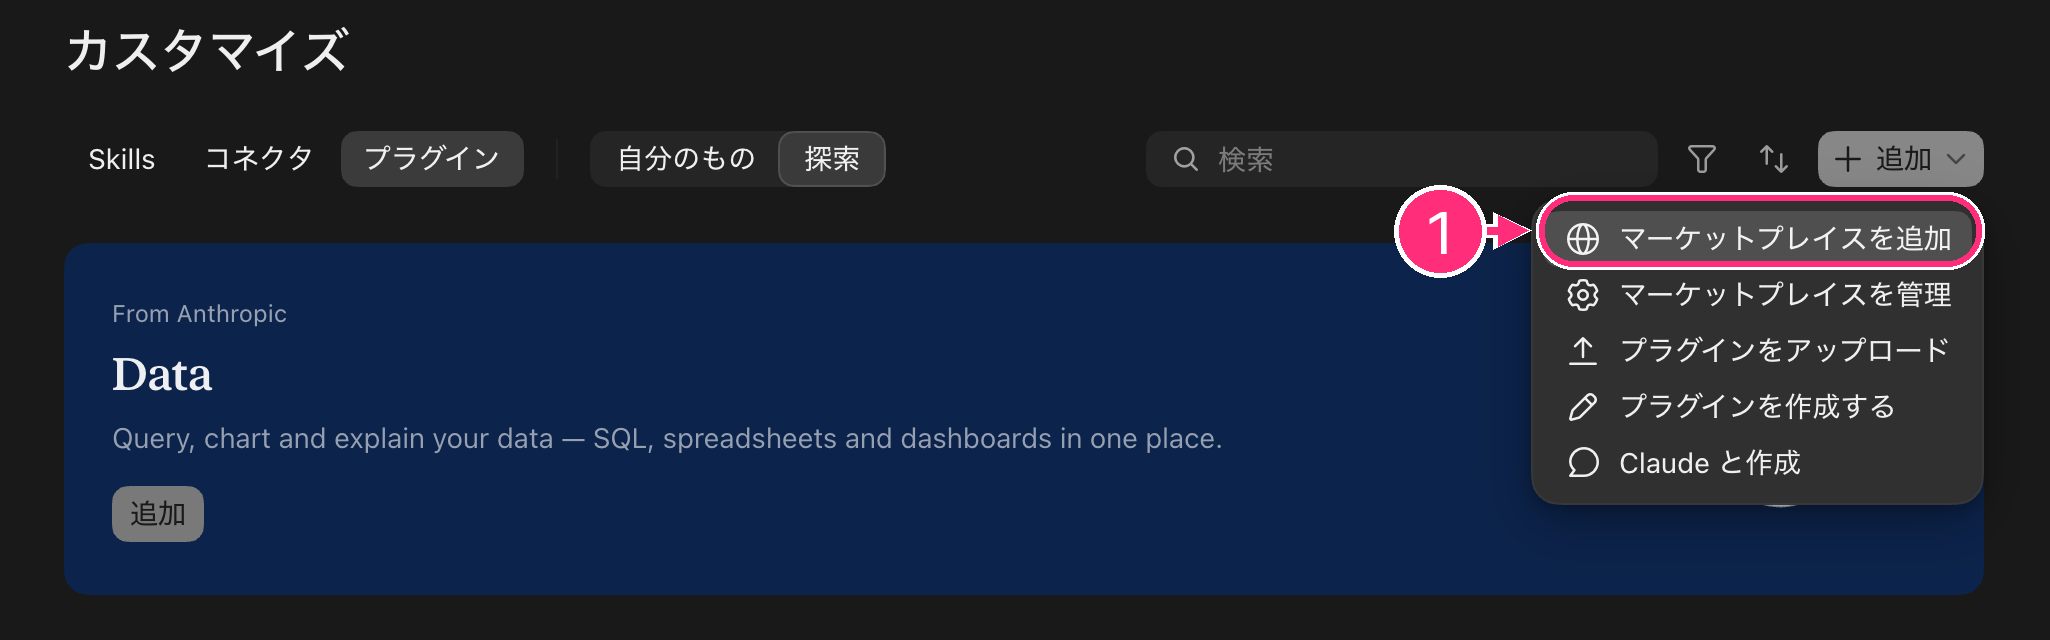 カスタマイズ
Skills コネクタ プラグイン 自分のもの 探索 検索 追加
1
マーケットプレイスを追加
マーケットプレイスを管理
プラグインをアップロード
プラグインを作成する
Claude と作成
From Anthropic
Data
Query, chart and explain your data — SQL, spreadsheets and dashboards in one place.
追加